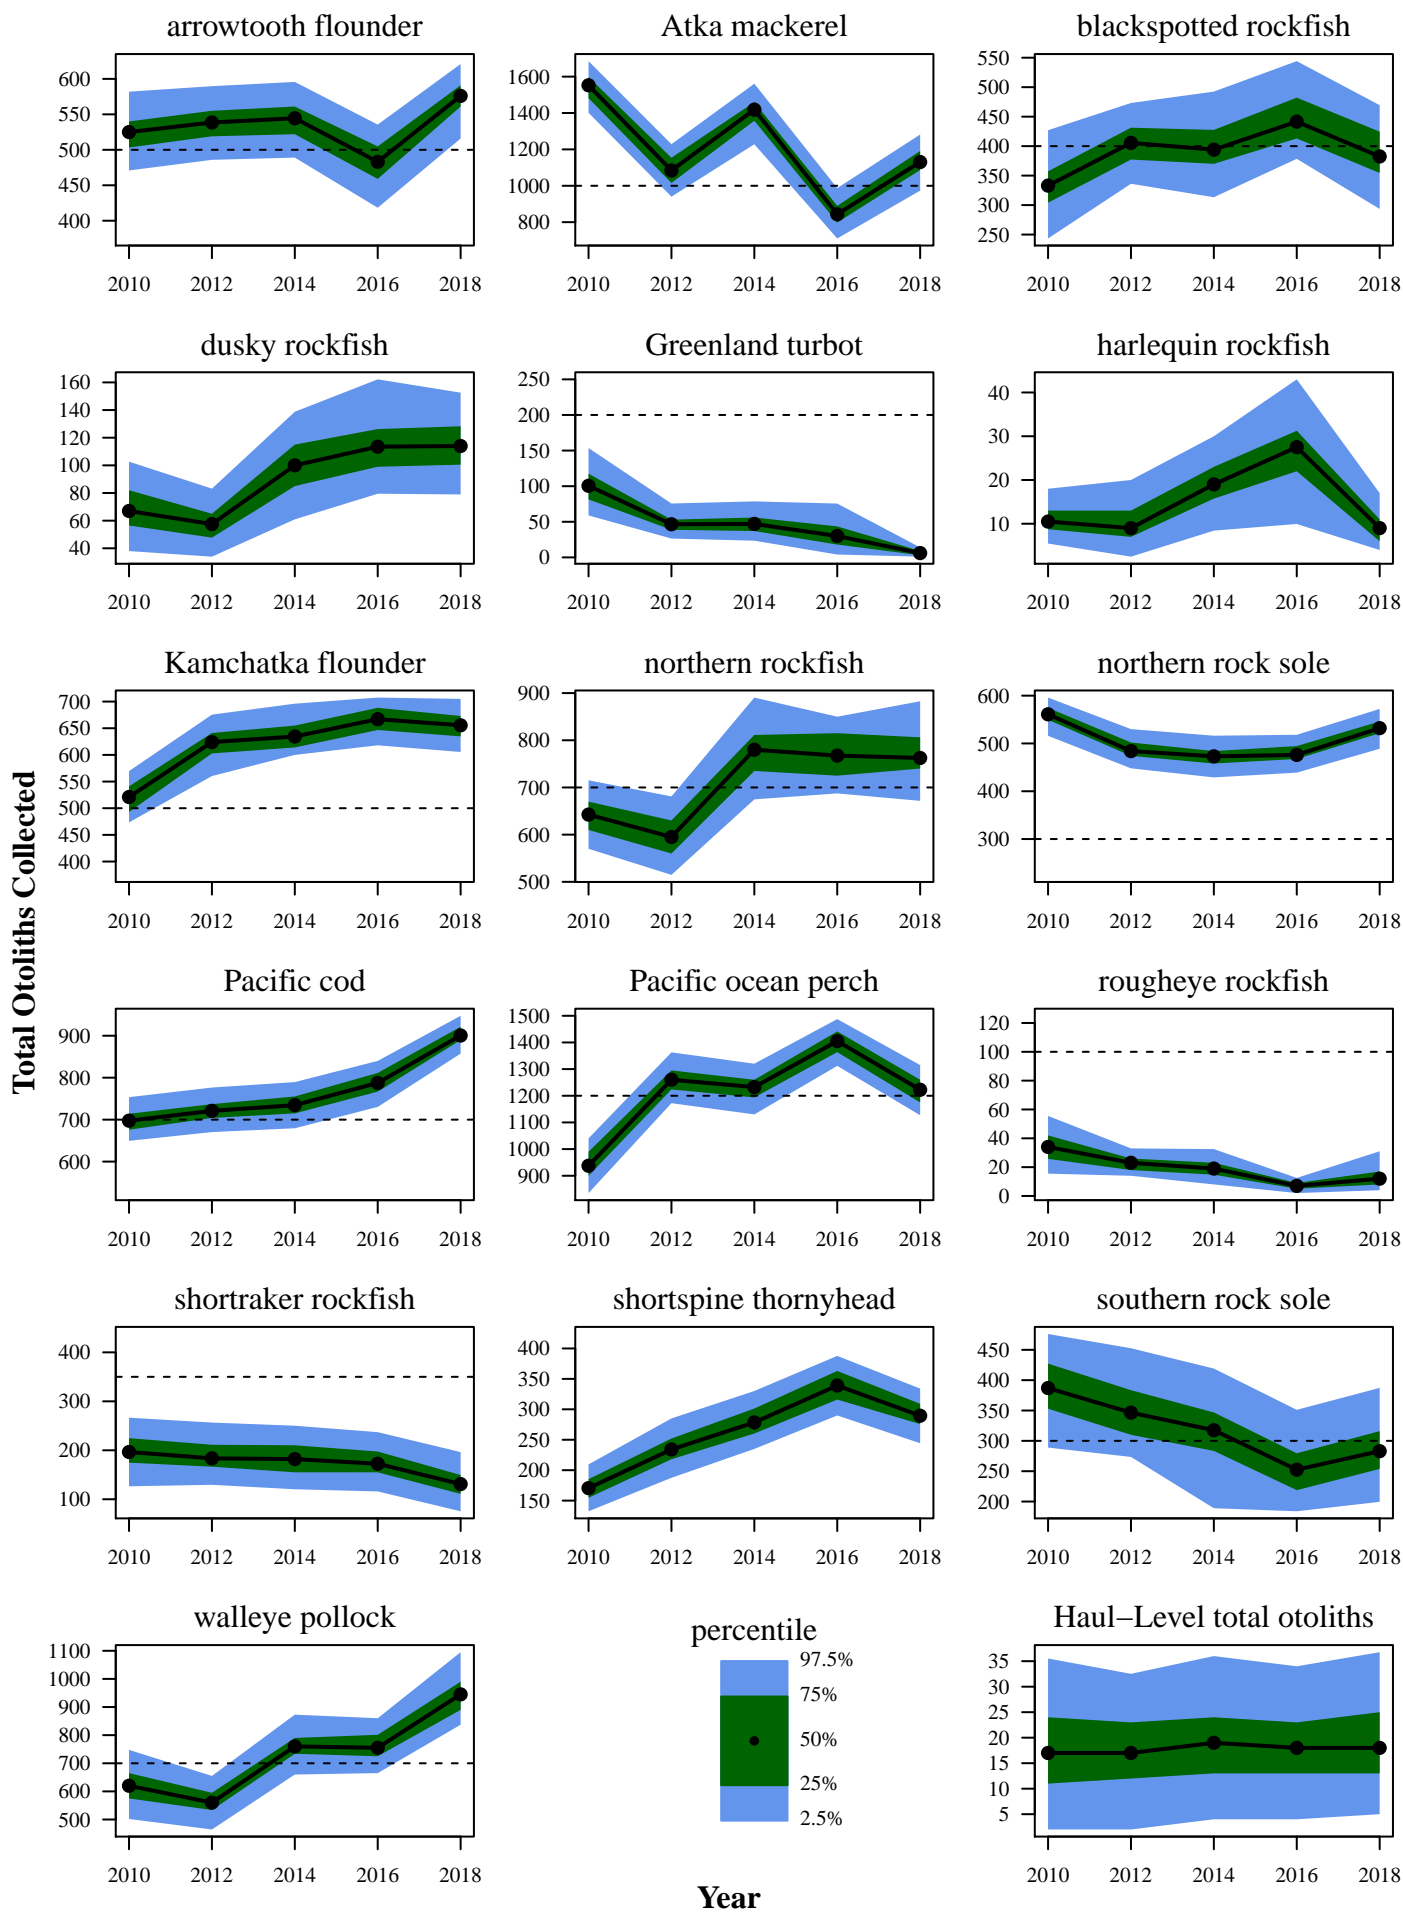 arrowtooth flounder
600
550
500
450
400
2010 2012 2014 2016 2018
Atka mackerel
1600
1400
1200
1000
800
2010 2012 2014 2016 2018
blackspotted rockfish
550
500
450
400
350
300
250
2010 2012 2014 2016 2018
dusky rockfish
160
140
120
100
80
60
40
2010 2012 2014 2016 2018
Greenland turbot
250
200
150
100
50
0
2010 2012 2014 2016 2018
harlequin rockfish
40
30
20
10
2010 2012 2014 2016 2018
Total Otoliths Collected
Kamchatka flounder
700
650
600
550
500
450
400
2010 2012 2014 2016 2018
northern rockfish
900
800
700
600
500
2010 2012 2014 2016 2018
northern rock sole
600
500
400
300
2010 2012 2014 2016 2018
Pacific cod
900
800
700
600
2010 2012 2014 2016 2018
Pacific ocean perch
1500
1400
1300
1200
1100
1000
900
2010 2012 2014 2016 2018
rougheye rockfish
120
100
80
60
40
20
0
2010 2012 2014 2016 2018
shortraker rockfish
400
300
200
100
2010 2012 2014 2016 2018
shortspine thornyhead
400
350
300
250
200
150
2010 2012 2014 2016 2018
southern rock sole
450
400
350
300
250
200
2010 2012 2014 2016 2018
walleye pollock
1100
1000
900
800
700
600
500
2010 2012 2014 2016 2018
percentile
97.5%
75%
50%
25%
2.5%
Haul−Level total otoliths
35
30
25
20
15
10
5
2010 2012 2014 2016 2018
Year